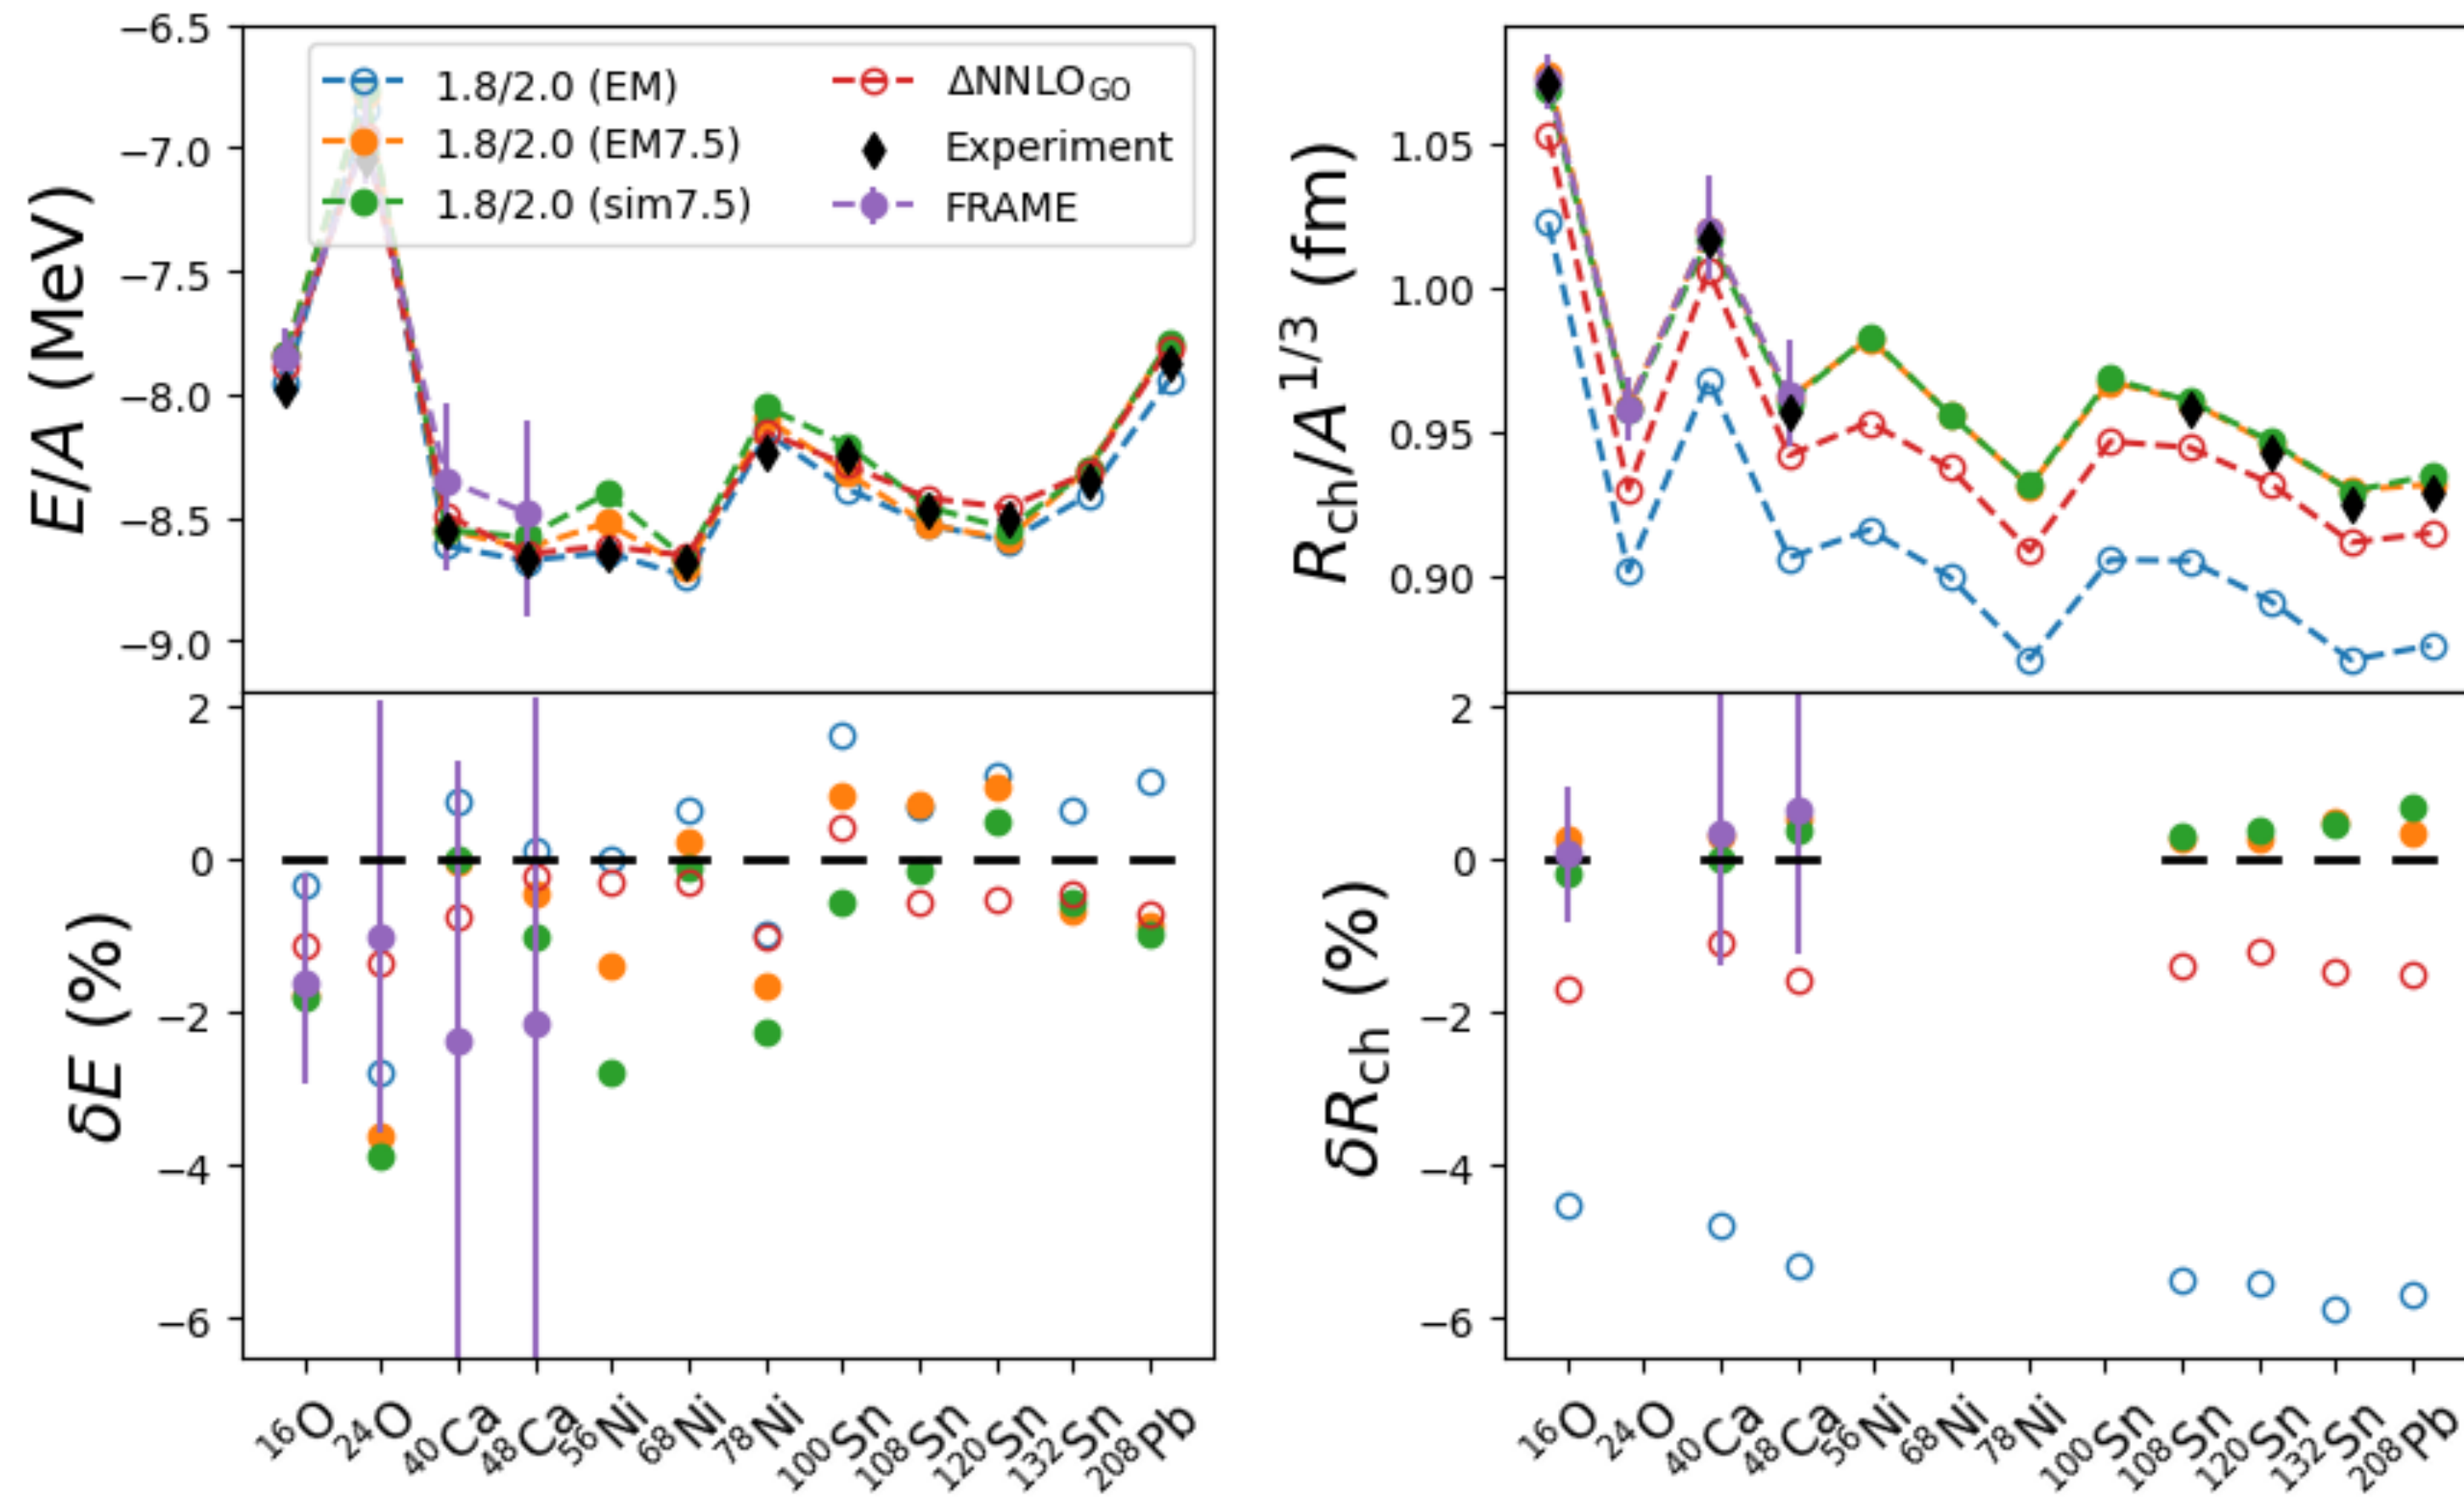 −6.5
−7.0
−7.5
−8.0
−8.5
−9.0
E/A (MeV)
1.8/2.0 (EM)
1.8/2.0 (EM7.5)
1.8/2.0 (sim7.5)
ΔNNLO_GO
Experiment
FRAME
1.05
1.00
0.95
0.90
R_ch/A^1/3 (fm)
2
0
−2
−4
−6
δE (%)
2
0
−2
−4
−6
δR_ch (%)
¹⁶O
²⁴O
⁴⁰Ca
⁴⁸Ca
⁵⁶Ni
⁶⁸Ni
⁷⁸Ni
¹⁰⁰Sn
¹⁰⁸Sn
¹²⁰Sn
¹³²Sn
²⁰⁸Pb
¹⁶O
²⁴O
⁴⁰Ca
⁴⁸Ca
⁵⁶Ni
⁶⁸Ni
⁷⁸Ni
¹⁰⁰Sn
¹⁰⁸Sn
¹²⁰Sn
¹³²Sn
²⁰⁸Pb